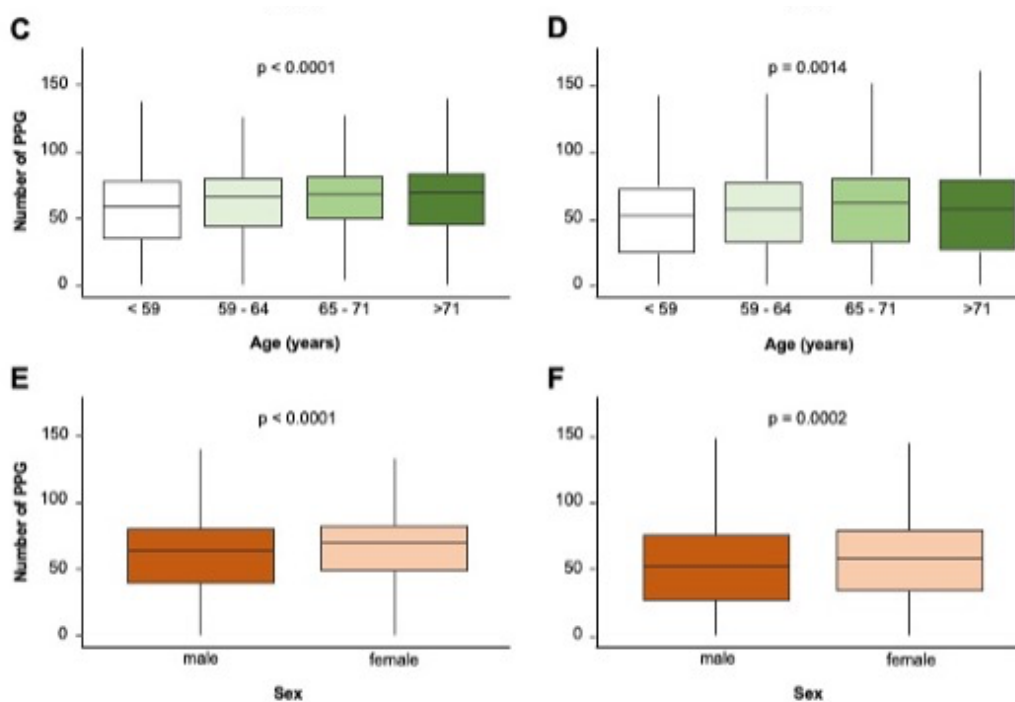 C
p < 0.0001
150
100
50
0
Number of PPG
< 59
59 - 64
65 - 71
>71
Age (years)
D
p = 0.0014
150
100
50
0
< 59
59 - 64
65 - 71
>71
Age (years)
E
p < 0.0001
150
100
50
0
Number of PPG
male
female
Sex
F
p = 0.0002
150
100
50
0
male
female
Sex